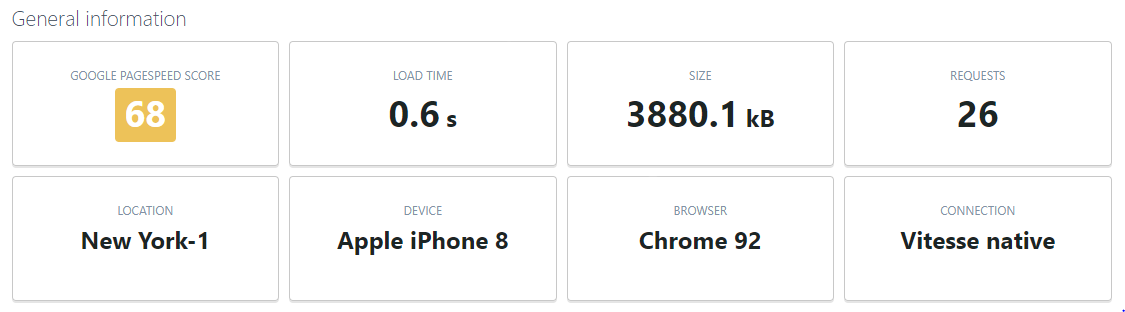 General information
GOOGLE PAGESPEED SCORE
68
LOAD TIME
0.6 s
SIZE
3880.1 kB
REQUESTS
26
LOCATION
New York-1
DEVICE
Apple iPhone 8
BROWSER
Chrome 92
CONNECTION
Vitesse native